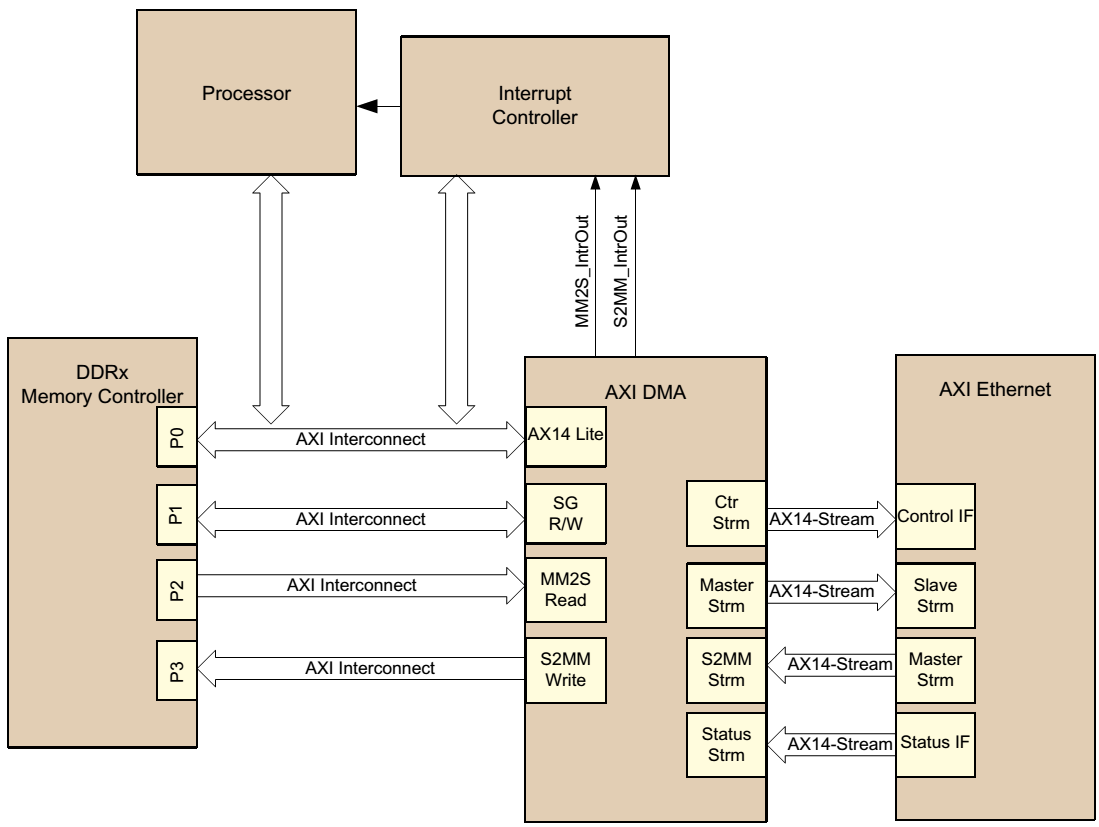 Processor
Interrupt
Controller
MM2S_IntrOut
S2MM_IntrOut
DDRx
Memory Controller
AXI DMA
AXI Ethernet
P0
AXI Interconnect
AX14 Lite
P1
AXI Interconnect
SG
R/W
Ctr
Strm
AX14-Stream
Control IF
P2
AXI Interconnect
MM2S
Read
Master
Strm
AX14-Stream
Slave
Strm
P3
AXI Interconnect
S2MM
Write
S2MM
Strm
AX14-Stream
Master
Strm
Status
Strm
AX14-Stream
Status IF